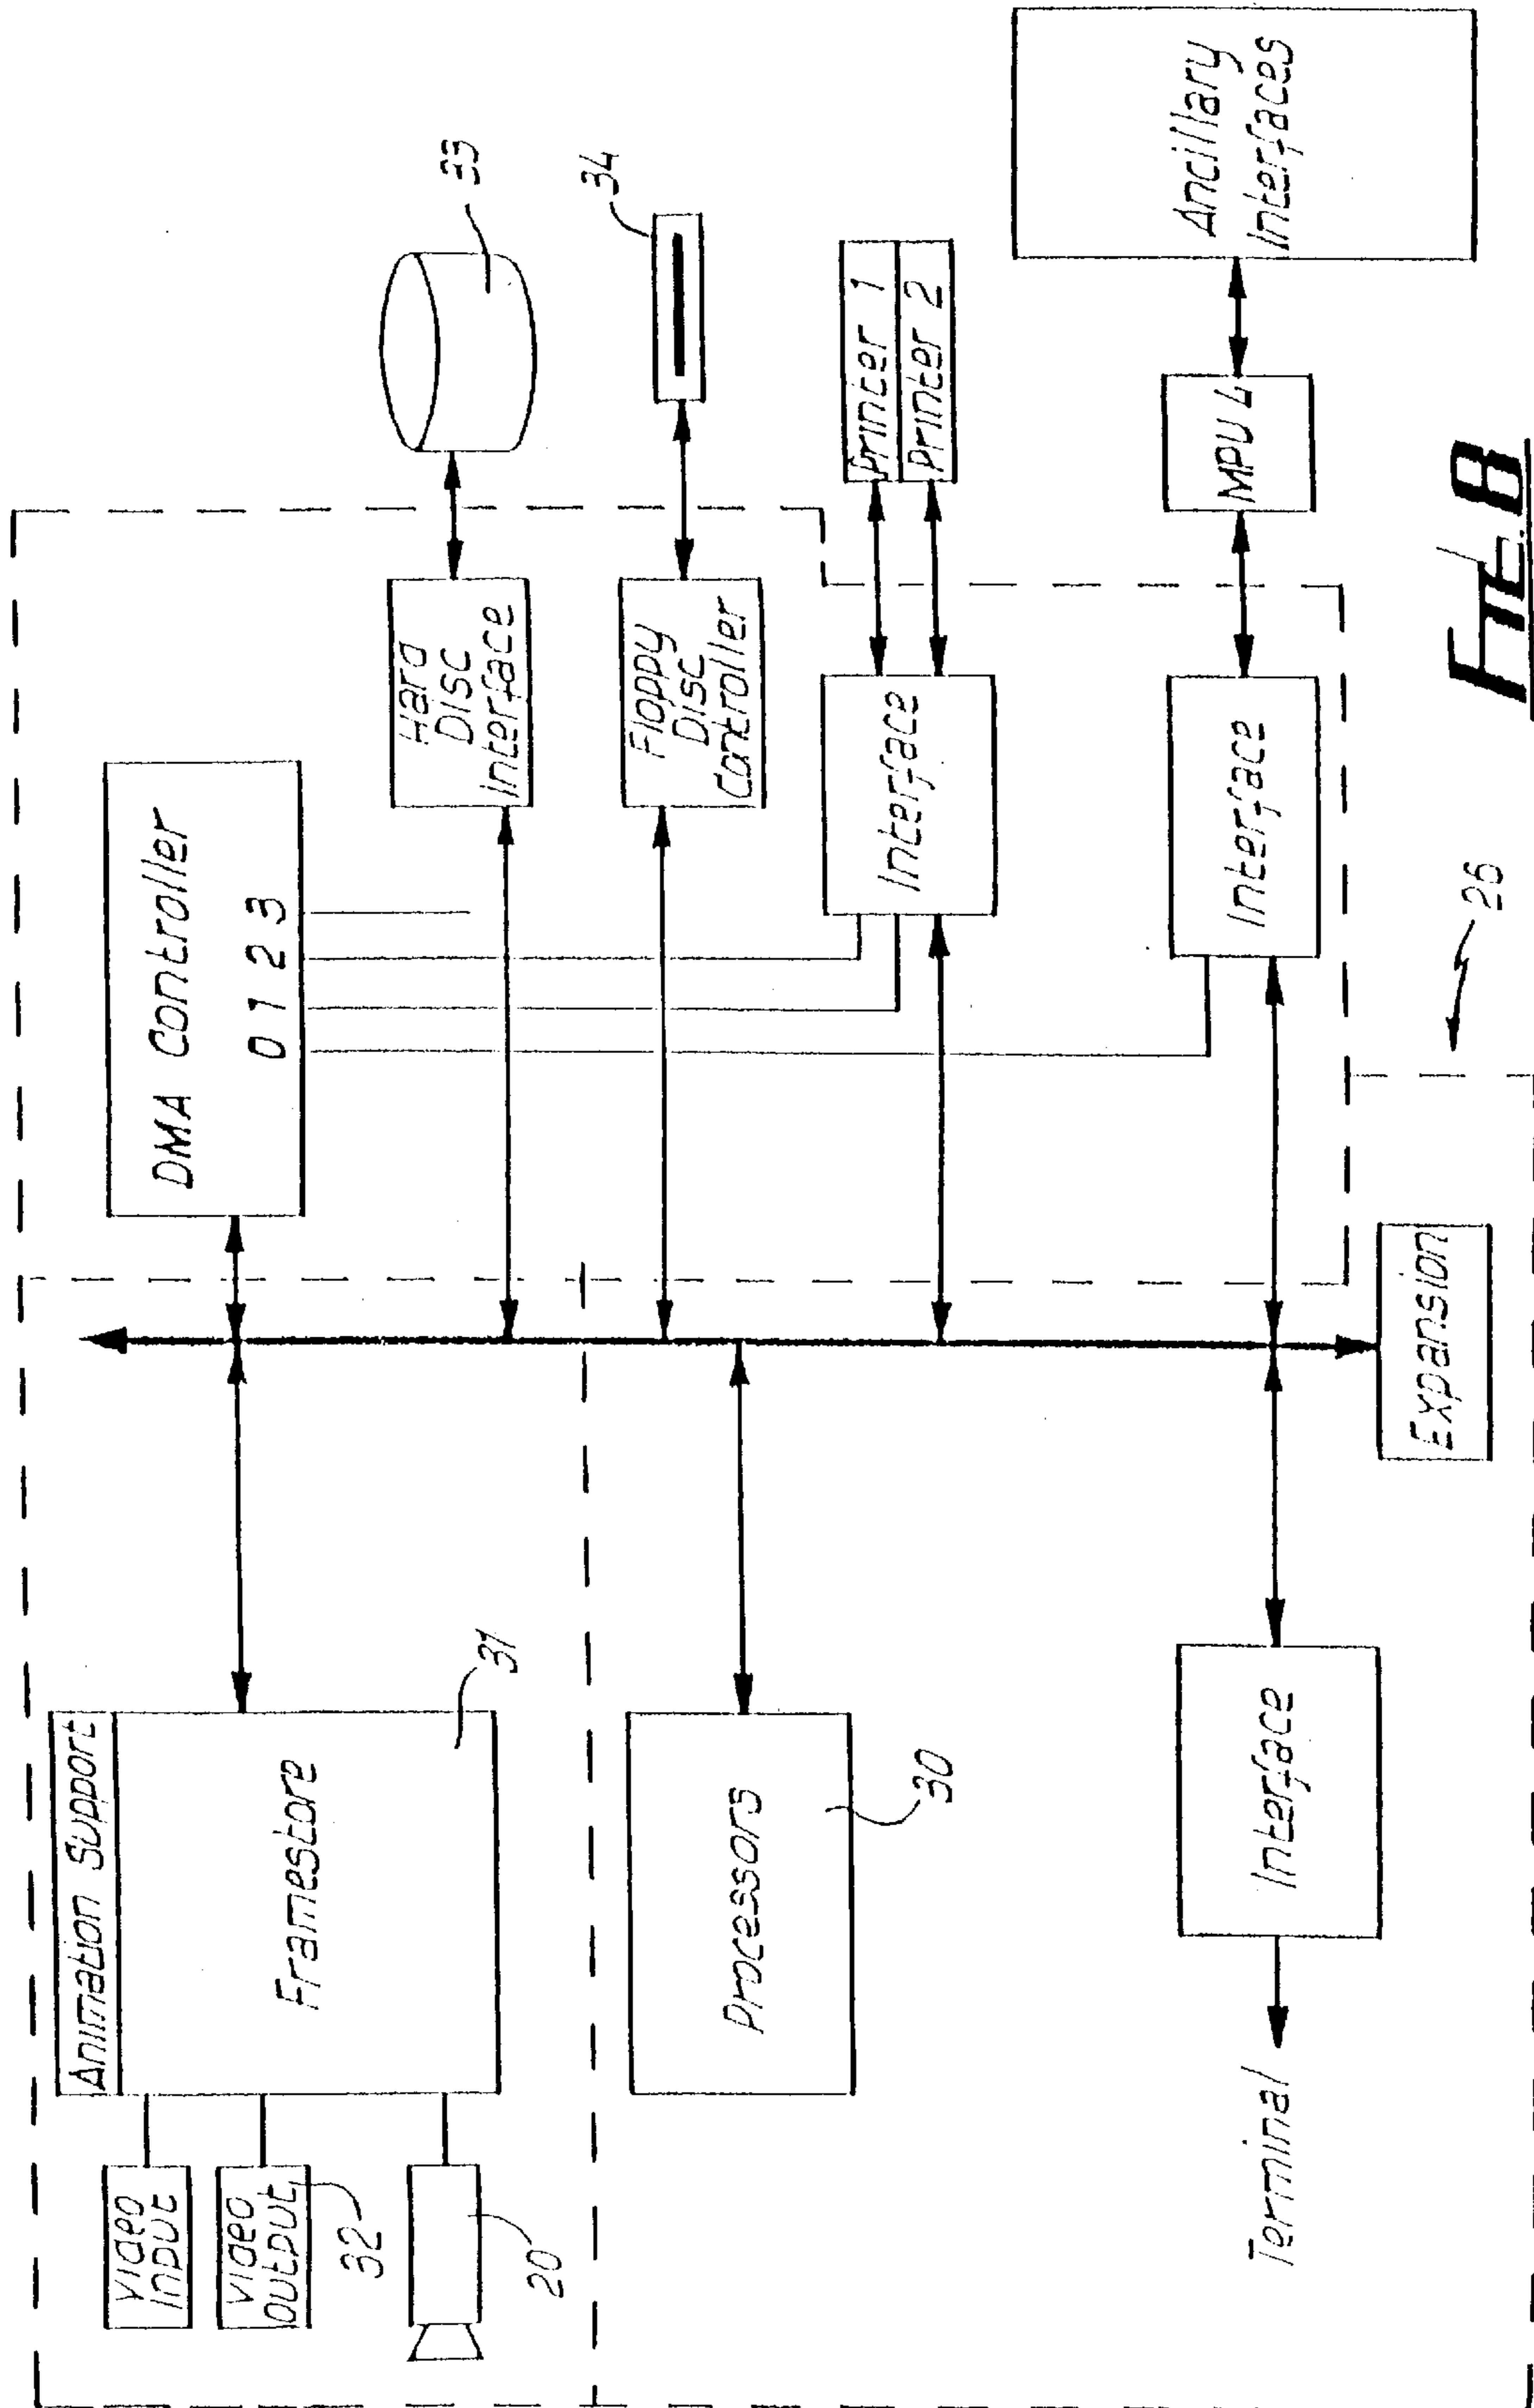 Video
Input
Video
Output
32
20
Animation Support
Framestore
31
Processors
30
Terminal
Interface
Expansion
DMA Controller
0 1 2 3
Hard
Disc
Interface
33
Floppy
Disc
Controller
34
Interface
Printer 1
Printer 2
Interface
MPU 4
Ancillary
Interfaces
26
FIG. 8